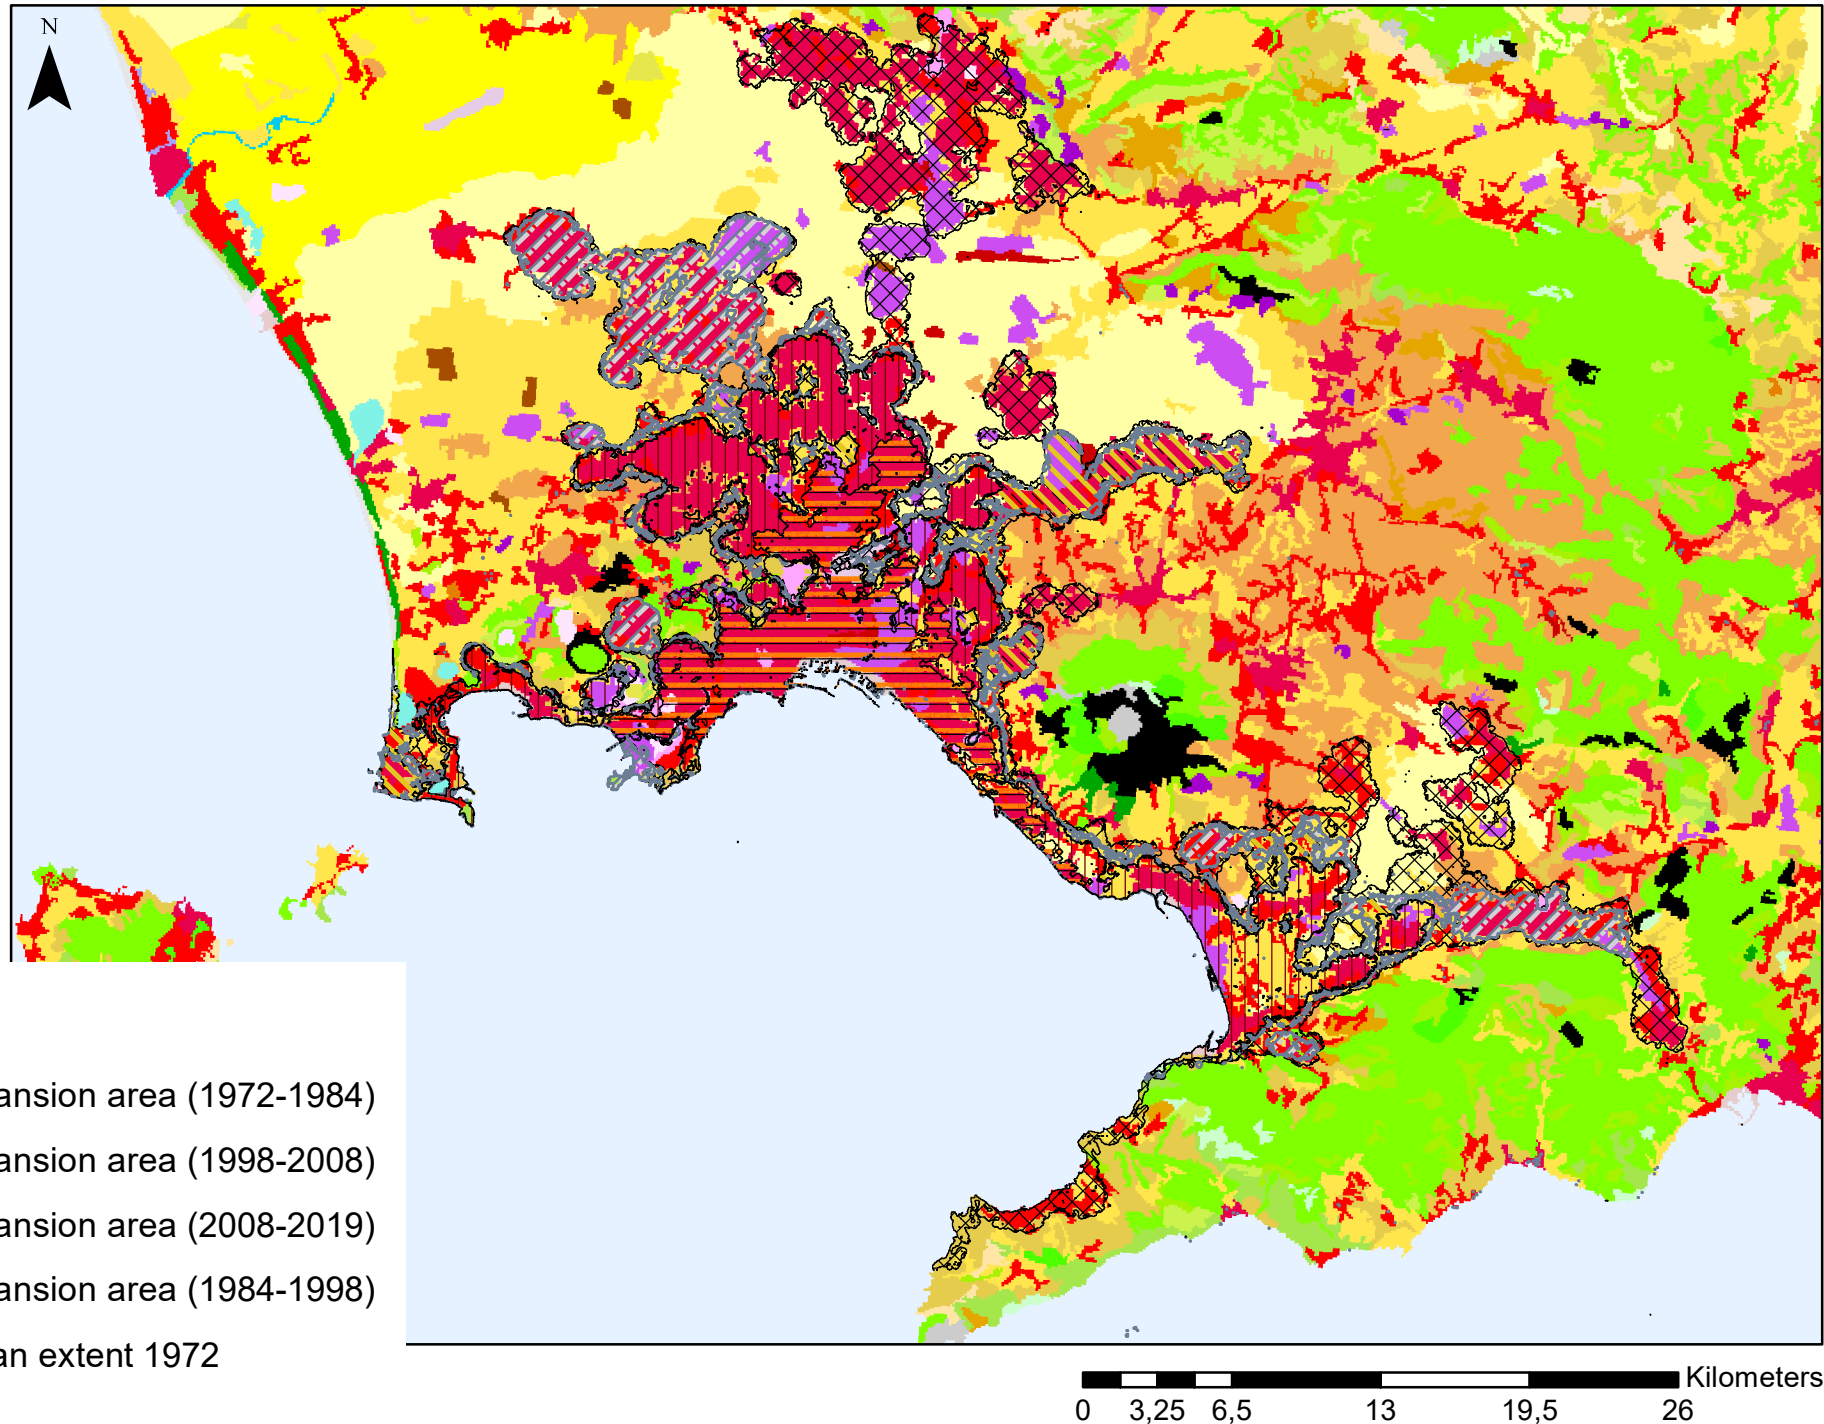 N
ansion area (1972-1984)
ansion area (1998-2008)
ansion area (2008-2019)
ansion area (1984-1998)
an extent 1972
Kilometers
0 3,25 6,5 13 19,5 26